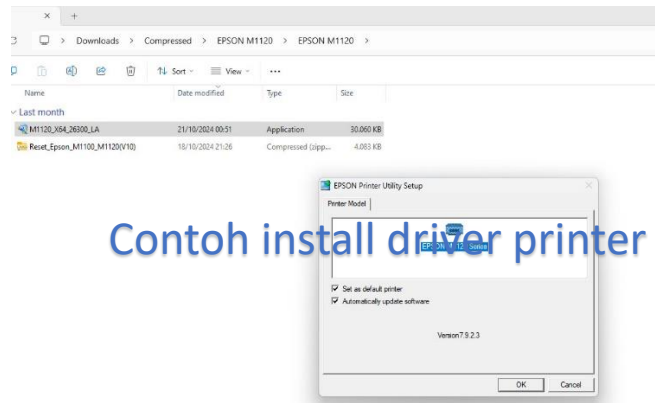 Downloads > Compressed > EPSON M1120 > EPSON M1120 >
Sort View ...
Name Date modified Type Size
Last month
M1120_X64_26300_LA 21/10/2024 00:51 Application 30.060 KB
Reset_Epson_M1100_M1120(V10) 18/10/2024 21:26 Compressed (zipp... 4.083 KB
EPSON Printer Utility Setup
Printer Model
Contoh install driver printer
Series
Set as default printer
Automatically update software
Version7.9.2.3
OK Cancel